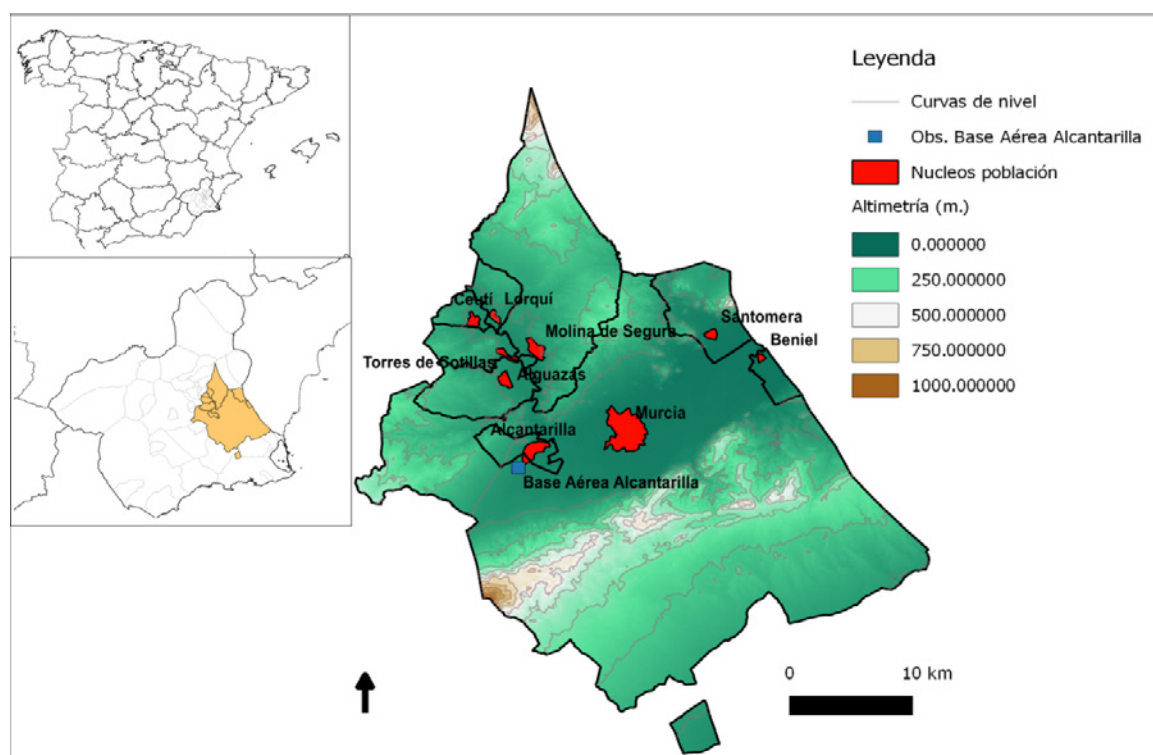 Leyenda
Curvas de nivel
Obs. Base Aérea Alcantarilla
Nucleos población
Altimetría (m.)
0.000000
250.000000
500.000000
750.000000
1000.000000
Ceutí
Lorquí
Molina de Segura
Torres de Sotillas
Alguazas
Santomera
Beniel
Murcia
Alcantarilla
Base Aérea Alcantarilla
0 10 km